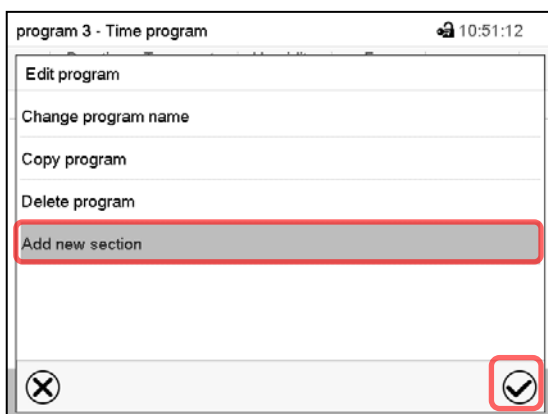 program 3 - Time program 10:51:12
Edit program
Change program name
Copy program
Delete program
Add new section